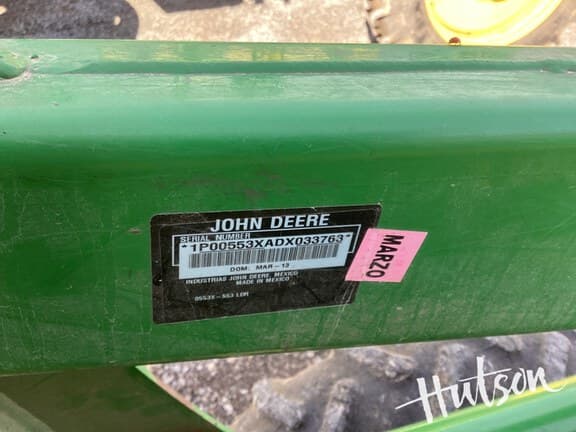 JOHN DEERE
SERIAL NUMBER
*1P00553XADX033763*
DOM: MAR-13
INDUSTRIAS JOHN DEERE, MEXICO
MADE IN MEXICO
0553X-553 LDR
MARZO
Hutson